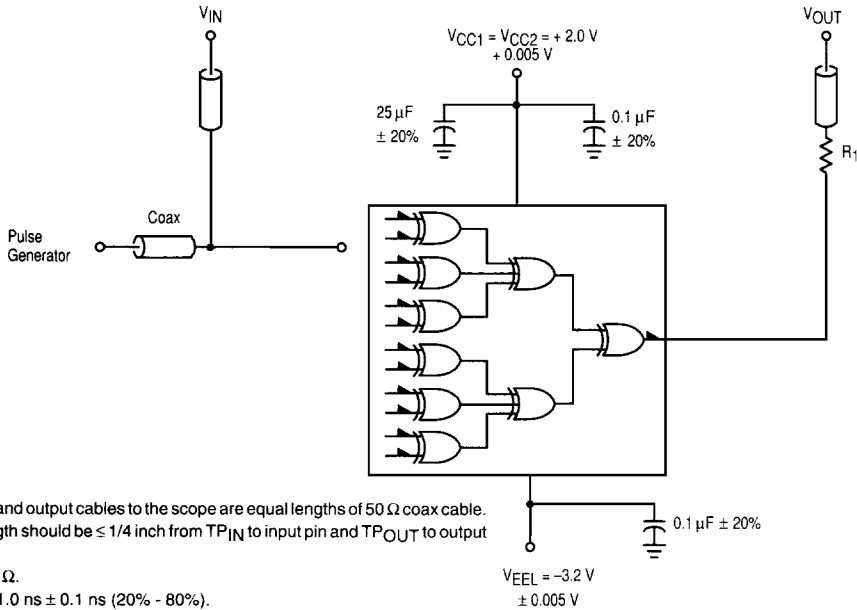 VIN
VOUT
VCC1 = VCC2 = + 2.0 V
+ 0.005 V
25 µF
± 20%
0.1 µF
± 20%
R1
Coax
Pulse
Generator
and output cables to the scope are equal lengths of 50 Ω coax cable.
gth should be ≤ 1/4 inch from TPIN to input pin and TPOUT to output
0.1 µF ± 20%
Ω.
1.0 ns ± 0.1 ns (20% - 80%).
VEEL = –3.2 V
± 0.005 V